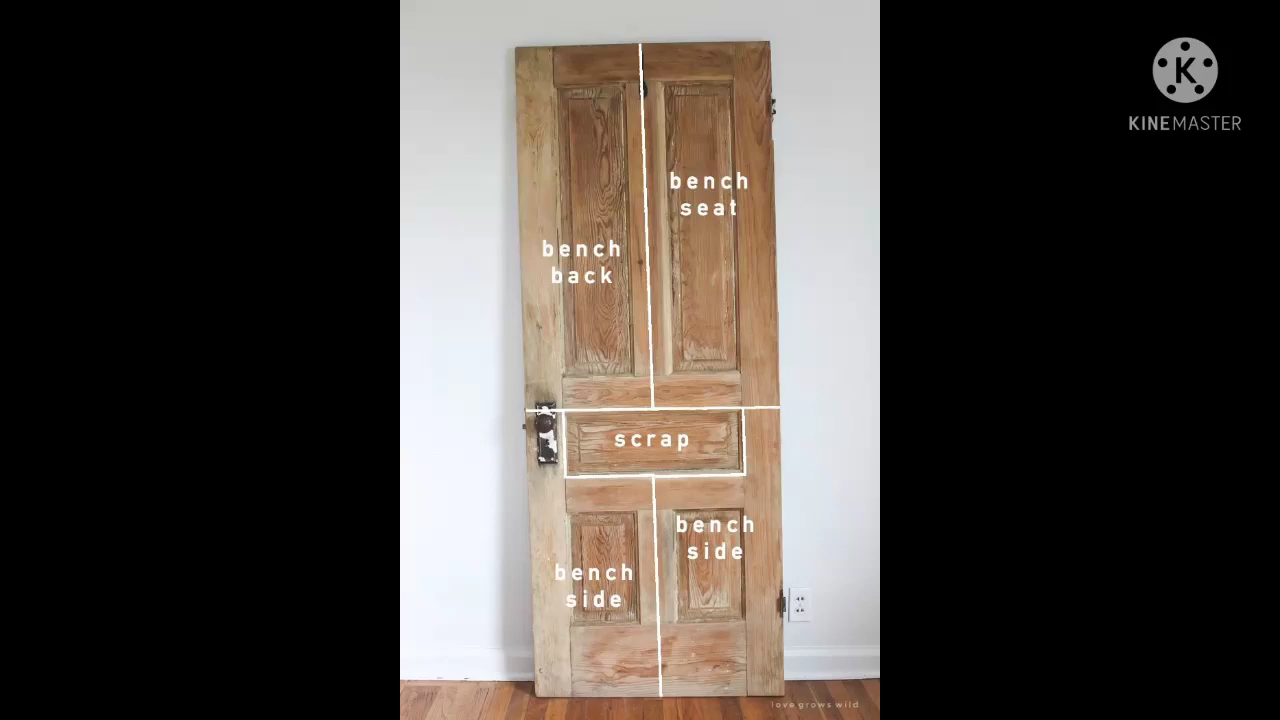 K
KINEMASTER
bench
seat
bench
back
scrap
bench
side
bench
side
love grows wild